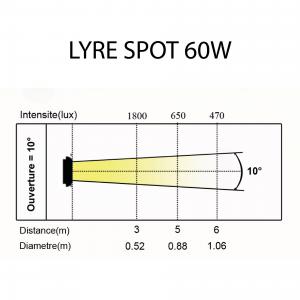 LYRE SPOT 60W
Intensite(lux) 1800 650 470
Ouverture = 10°
10°
Distance(m) 3 5 6
Diametre(m) 0.52 0.88 1.06